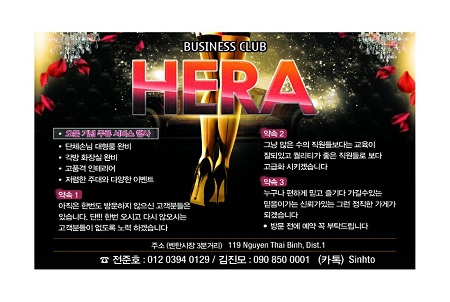 BUSINESS CLUB
HERA
• 오픈 기념 주류 서비스 행사
• 단체손님 대형룸 완비
• 각방 화장실 완비
• 고품격 인테리어
• 저렴한 주대와 다양한 이벤트
약속 1
아직은 한번도 방문하지 않으신 고객분들은
있습니다. 단!!! 한번 오시고 다시 않오시는
고객분들이 없도록 노력 하겠습니다
약속 2
그냥 많은 수의 직원들보다는 교육이
잘되있고 퀄리티가 좋은 직원들로 보다
고급화 시키겠습니다
약속 3
누구나 편하게 믿고 즐기다 가실수있는
믿음이가는 신뢰가있는 그런 정직한 가게가
되겠습니다
• 방문 전에 예약 꼭 부탁드립니다
주소 (벤탄시장 3분거리) 119 Nguyen Thai Binh, Dist.1
☎ 전준호 : 012 0394 0129 / 김진모 : 090 850 0001 (카톡) Sinhto